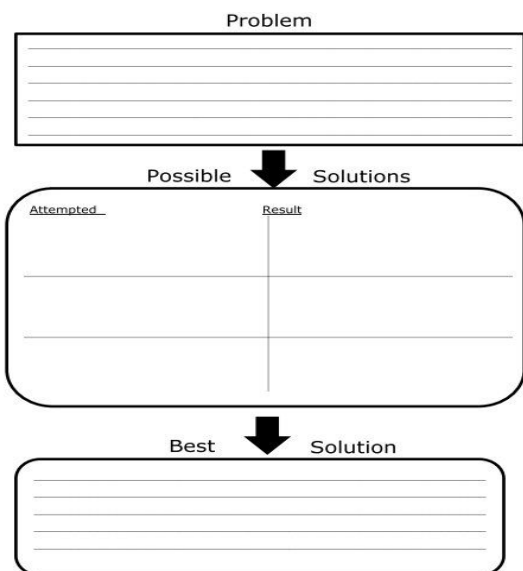 Problem
Possible Solutions
Attempted Result
Best Solution